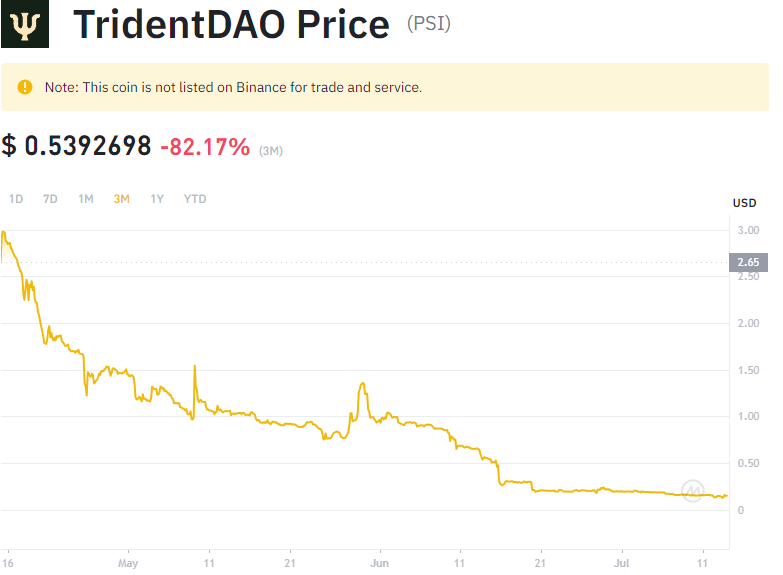 TridentDAO Price (PSI)
Note: This coin is not listed on Binance for trade and service.
$ 0.5392698 -82.17% (3M)
1D 7D 1M 3M 1Y YTD
USD
3.00
2.65
2.50
2.00
1.50
1.00
0.50
0
16 May 11 21 Jun 11 21 Jul 11